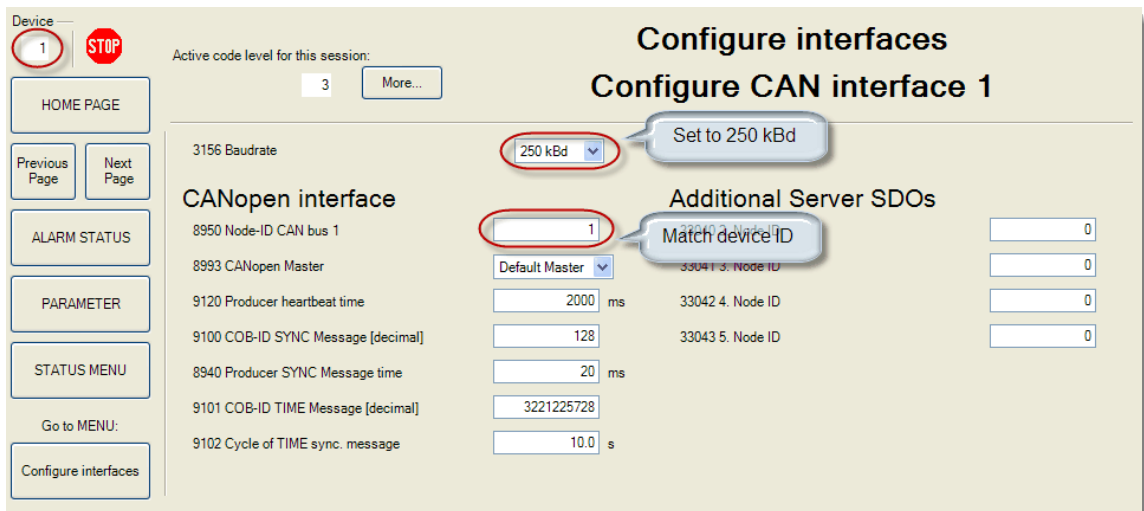 Device
1
STOP
Active code level for this session:
3
More...
Configure interfaces
Configure CAN interface 1
HOME PAGE
Previous Page
Next Page
ALARM STATUS
PARAMETER
STATUS MENU
Go to MENU:
Configure interfaces
3156 Baudrate
250 kBd
Set to 250 kBd
CANopen interface
Additional Server SDOs
8950 Node-ID CAN bus 1
1
Match device ID
33040 2. Node ID
0
8993 CANopen Master
Default Master
33041 3. Node ID
0
9120 Producer heartbeat time
2000 ms
33042 4. Node ID
0
9100 COB-ID SYNC Message [decimal]
128
33043 5. Node ID
0
8940 Producer SYNC Message time
20 ms
9101 COB-ID TIME Message [decimal]
3221225728
9102 Cycle of TIME sync. message
10.0 s